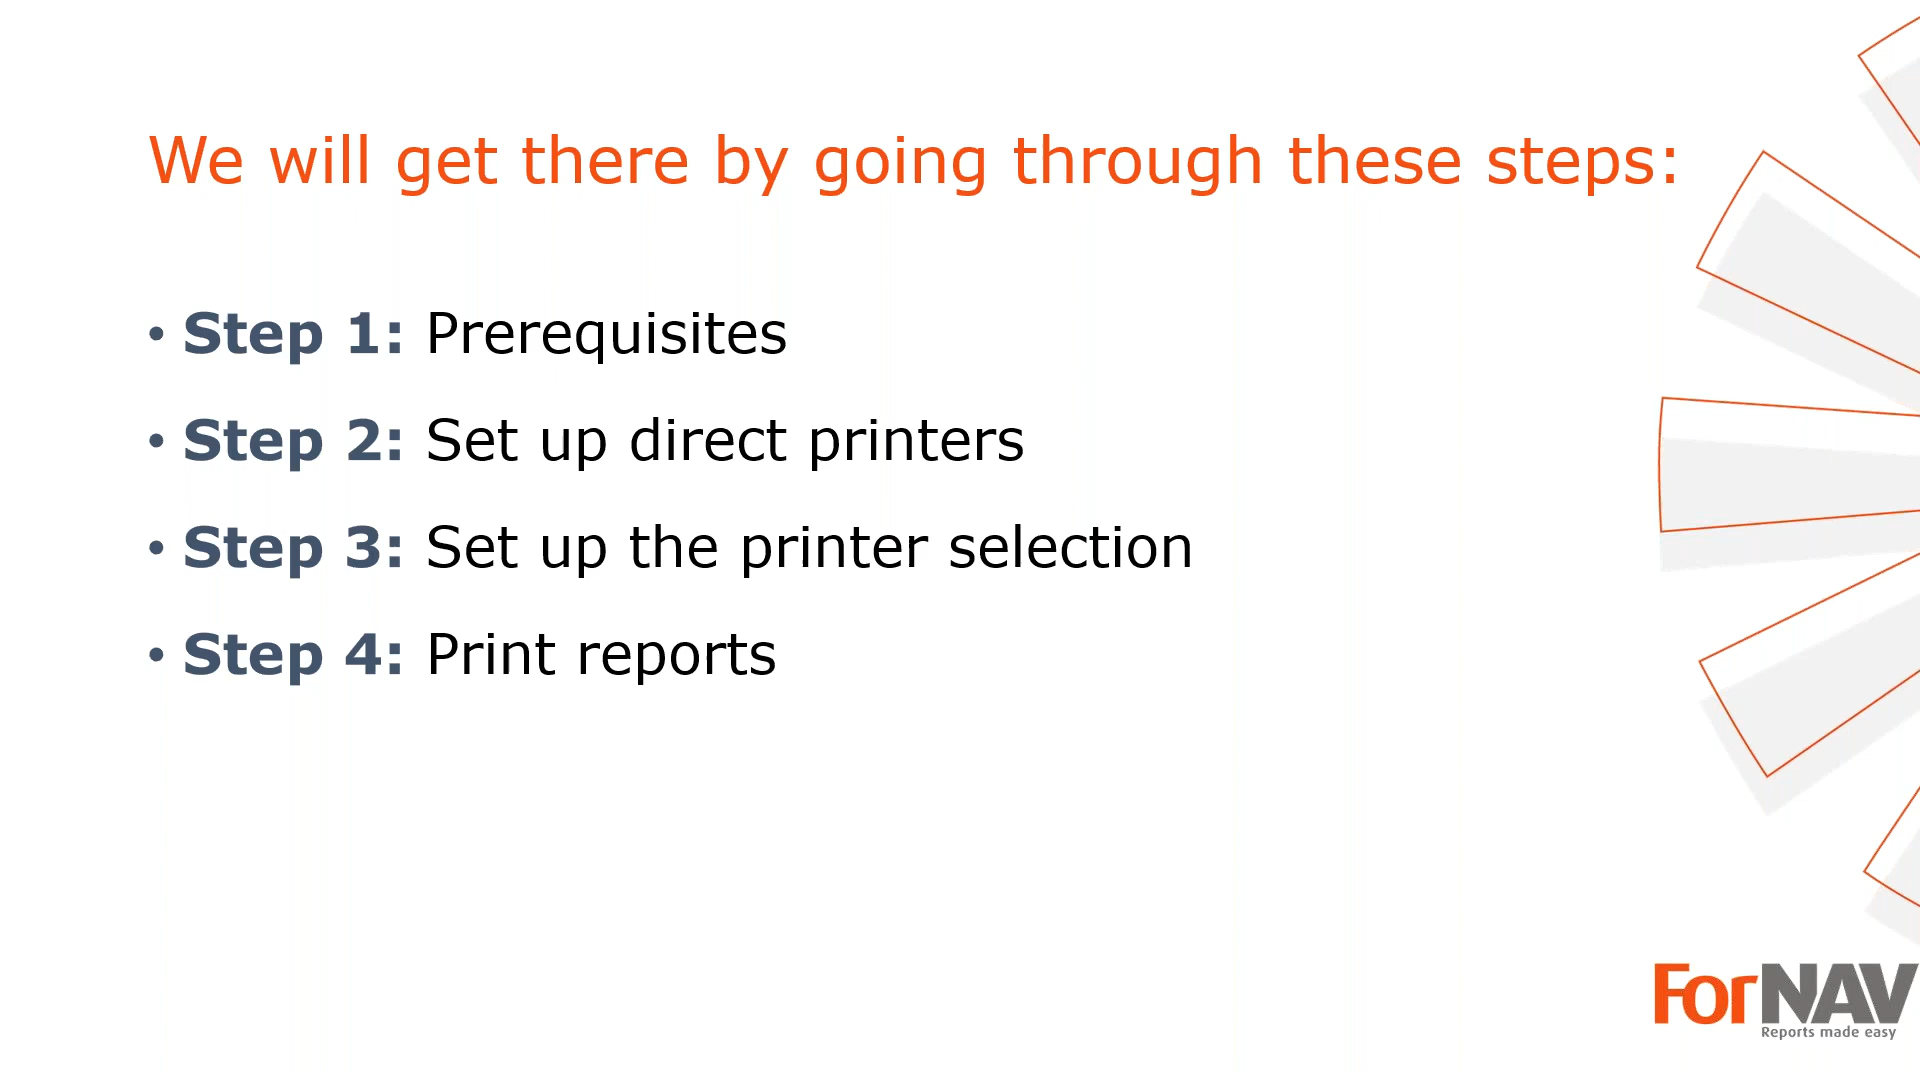 We will get there by going through these steps:
• Step 1: Prerequisites
• Step 2: Set up direct printers
• Step 3: Set up the printer selection
• Step 4: Print reports
ForNAV
Reports made easy